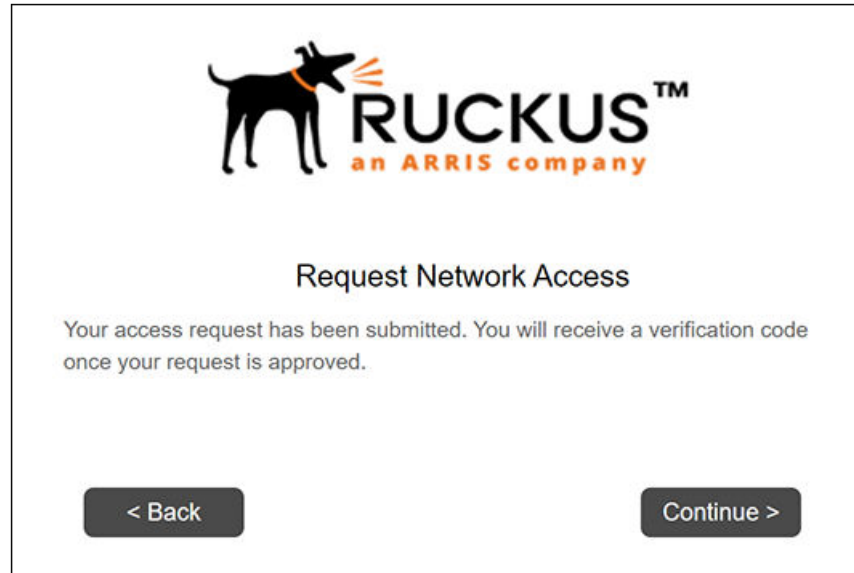 RUCKUS™
an ARRIS company
Request Network Access
Your access request has been submitted. You will receive a verification code
once your request is approved.
< Back
Continue >